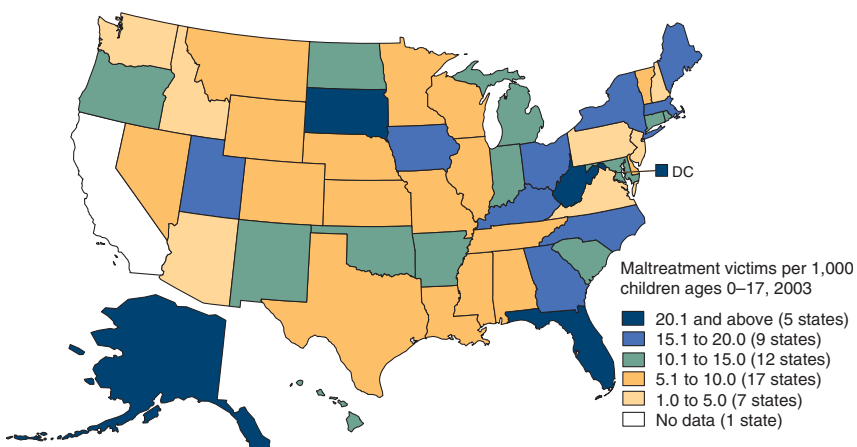 DC
Maltreatment victims per 1,000
children ages 0–17, 2003
20.1 and above (5 states)
15.1 to 20.0 (9 states)
10.1 to 15.0 (12 states)
5.1 to 10.0 (17 states)
1.0 to 5.0 (7 states)
No data (1 state)